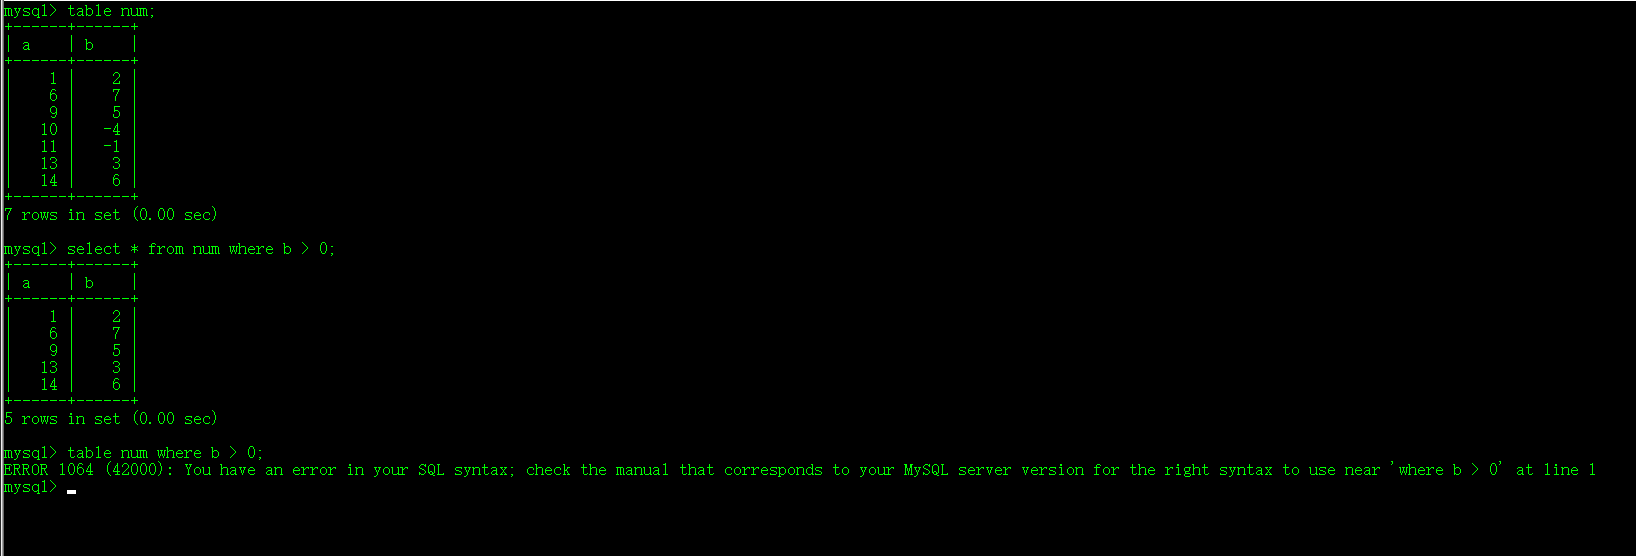 mysql> table num;
+------+------+
| a    | b    |
+------+------+
|    1 |    2 |
|    6 |    7 |
|    9 |    5 |
|   10 |   -4 |
|   11 |   -1 |
|   13 |    3 |
|   14 |    6 |
+------+------+
7 rows in set (0.00 sec)

mysql> select * from num where b > 0;
+------+------+
| a    | b    |
+------+------+
|    1 |    2 |
|    6 |    7 |
|    9 |    5 |
|   13 |    3 |
|   14 |    6 |
+------+------+
5 rows in set (0.00 sec)

mysql> table num where b > 0;
ERROR 1064 (42000): You have an error in your SQL syntax; check the manual that corresponds to your MySQL server version for the right syntax to use near 'where b > 0' at line 1
mysql>